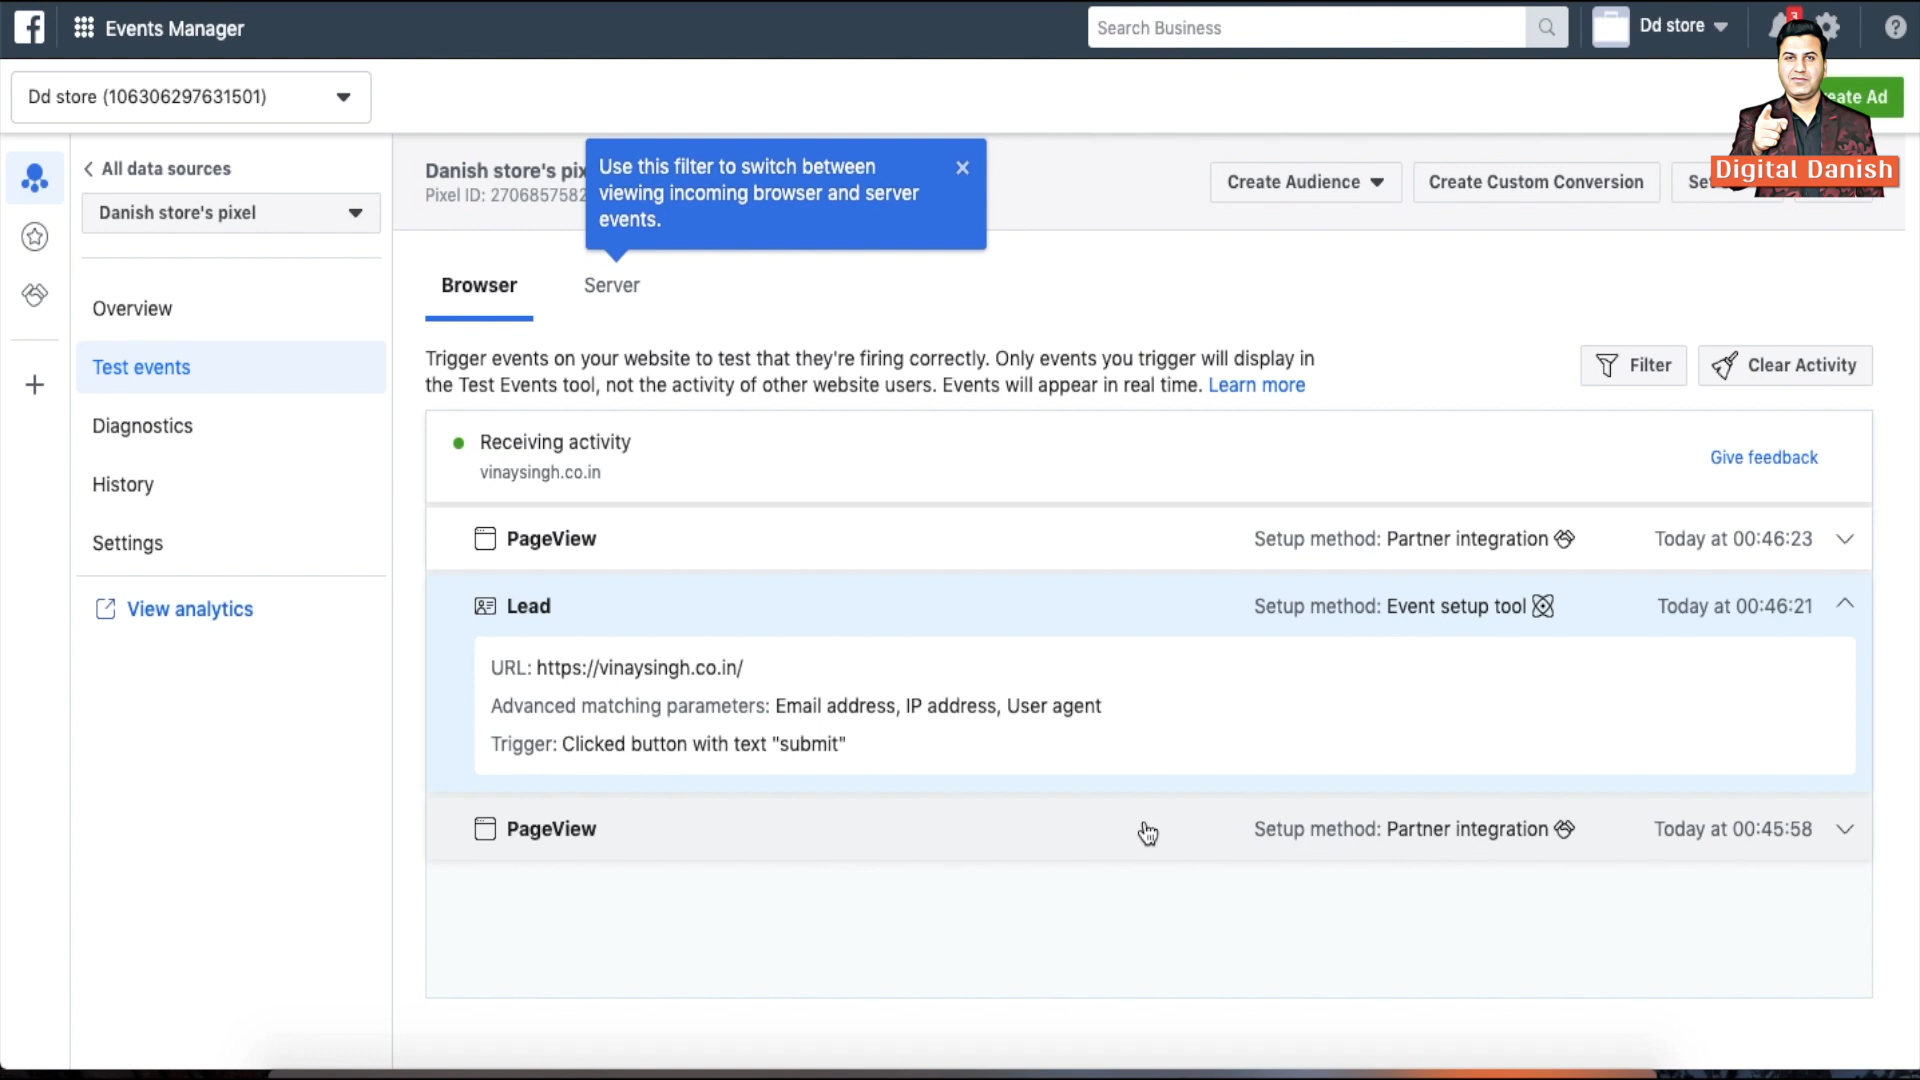 Events Manager
Search Business
Dd store
3
Dd store (106306297631501)
eate Ad
Digital Danish
All data sources
Danish store's pixel
Overview
Test events
Diagnostics
History
Settings
View analytics
Danish store's
Pixel ID: 2706857582
Use this filter to switch between
viewing incoming browser and server
events.
Create Audience
Create Custom Conversion
Browser
Server
Trigger events on your website to test that they're firing correctly. Only events you trigger will display in
the Test Events tool, not the activity of other website users. Events will appear in real time. Learn more
Filter
Clear Activity
Receiving activity
vinaysingh.co.in
Give feedback
PageView Setup method: Partner integration Today at 00:46:23
Lead Setup method: Event setup tool Today at 00:46:21
URL: https://vinaysingh.co.in/
Advanced matching parameters: Email address, IP address, User agent
Trigger: Clicked button with text "submit"
PageView Setup method: Partner integration Today at 00:45:58